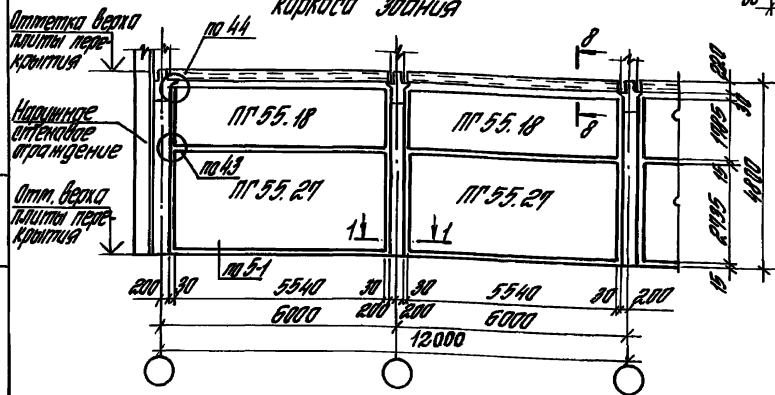 каркаса здания
Отметка верха
плиты пере-
крытия
по 44
8
Наружное
стеновое
ограждение
ПГ 55.18
ПГ 55.18
8
по 43
Отм. верха
плиты пере-
крытия
ПГ 55.27
ПГ 55.27
1
1
по 5-1
220
30
15
2735
15
4800
200
30
5540
30
30
5540
30
200
6000
200
200
6000
12000